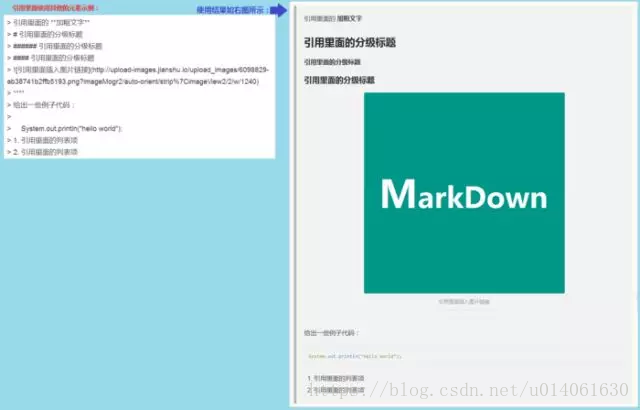 引用里面使用其他的元素示例：
使用结果如右图所示：
> 引用里面的 **加粗文字**
> # 引用里面的分级标题
> ###### 引用里面的分级标题
> #### 引用里面的分级标题
> ![引用里面插入图片链接](http://upload-images.jianshu.io/upload_images/6098829-
ab38741b2ffb5193.png?imageMogr2/auto-orient/strip%7CimageView2/2/w/1240)
> ****
> 给出一些例子代码：
>
> System.out.println("hello world");
> 1. 引用里面的列表项
> 2. 引用里面的列表项
引用里面的 加粗文字
引用里面的分级标题
引用里面的分级标题
引用里面的分级标题
MarkDown
引用里面插入图片链接
给出一些例子代码：
System.out.println("hello world");
1. 引用里面的列表项
2. 引用里面的列表项
https://blog.csdn.net/u014061630